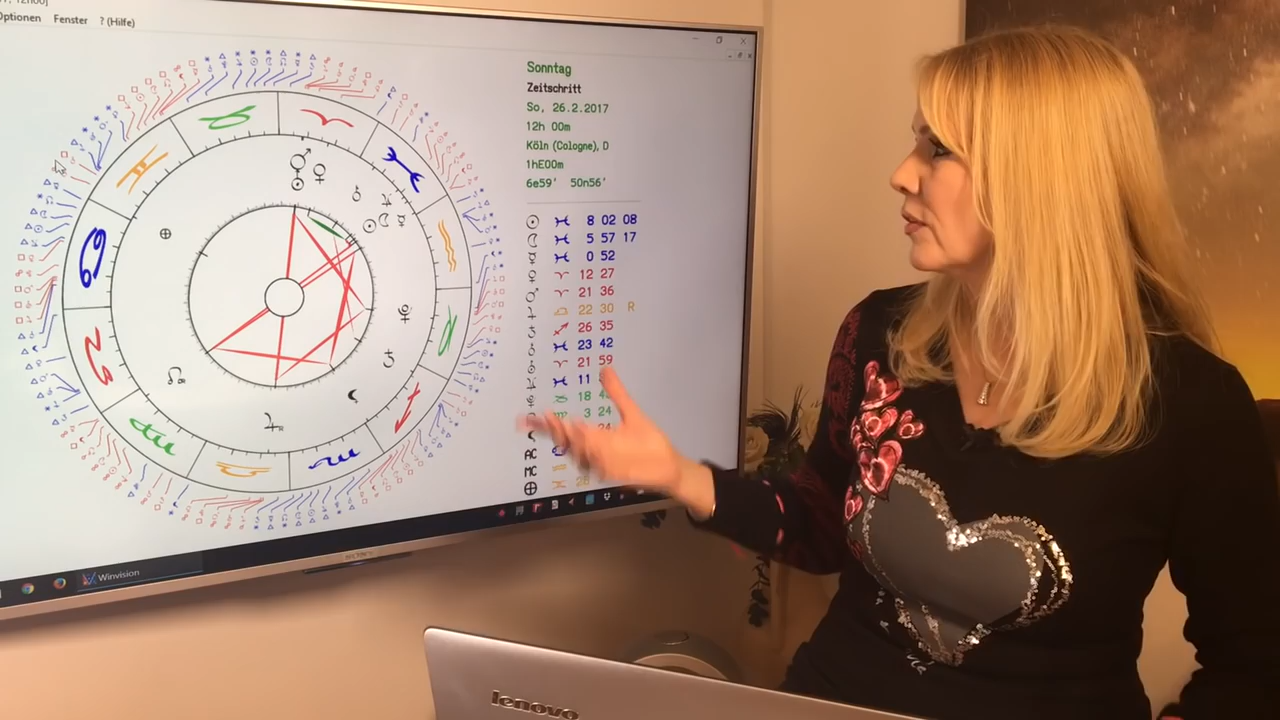 Optionen Fenster ? (Hilfe)
Sonntag
Zeitschritt
So, 26.2.2017
12h 00m
Köln (Cologne), D
1hE00m
6e59' 50n56'
☉ ♓ 8 02 08
☽ ♓ 5 57 17
☿ ♓ 0 52
♀ ♈ 12 27
♂ ♈ 21 36
♃ ♎ 22 30 R
♄ ♐ 26 35
♓ 23 42
♈ 21 59
♓ 11
18
3 24
24
AC
MC
⊕
Winvision
lenovo